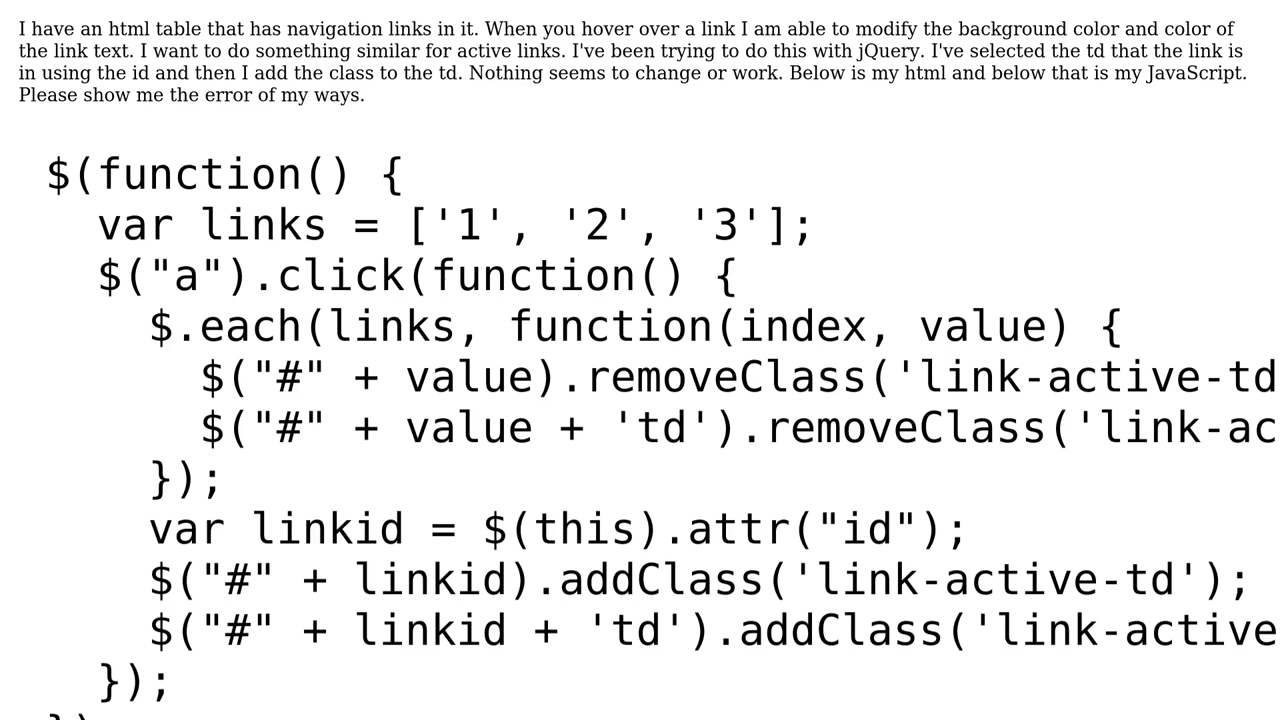 I have an html table that has navigation links in it. When you hover over a link I am able to modify the background color and color of
the link text. I want to do something similar for active links. I've been trying to do this with jQuery. I've selected the td that the link is
in using the id and then I add the class to the td. Nothing seems to change or work. Below is my html and below that is my JavaScript.
Please show me the error of my ways.
$(function() {
  var links = ['1', '2', '3'];
  $("a").click(function() {
    $.each(links, function(index, value) {
      $("#" + value).removeClass('link-active-td
      $("#" + value + 'td').removeClass('link-ac
    });
    var linkid = $(this).attr("id");
    $("#" + linkid).addClass('link-active-td');
    $("#" + linkid + 'td').addClass('link-active
  });
})